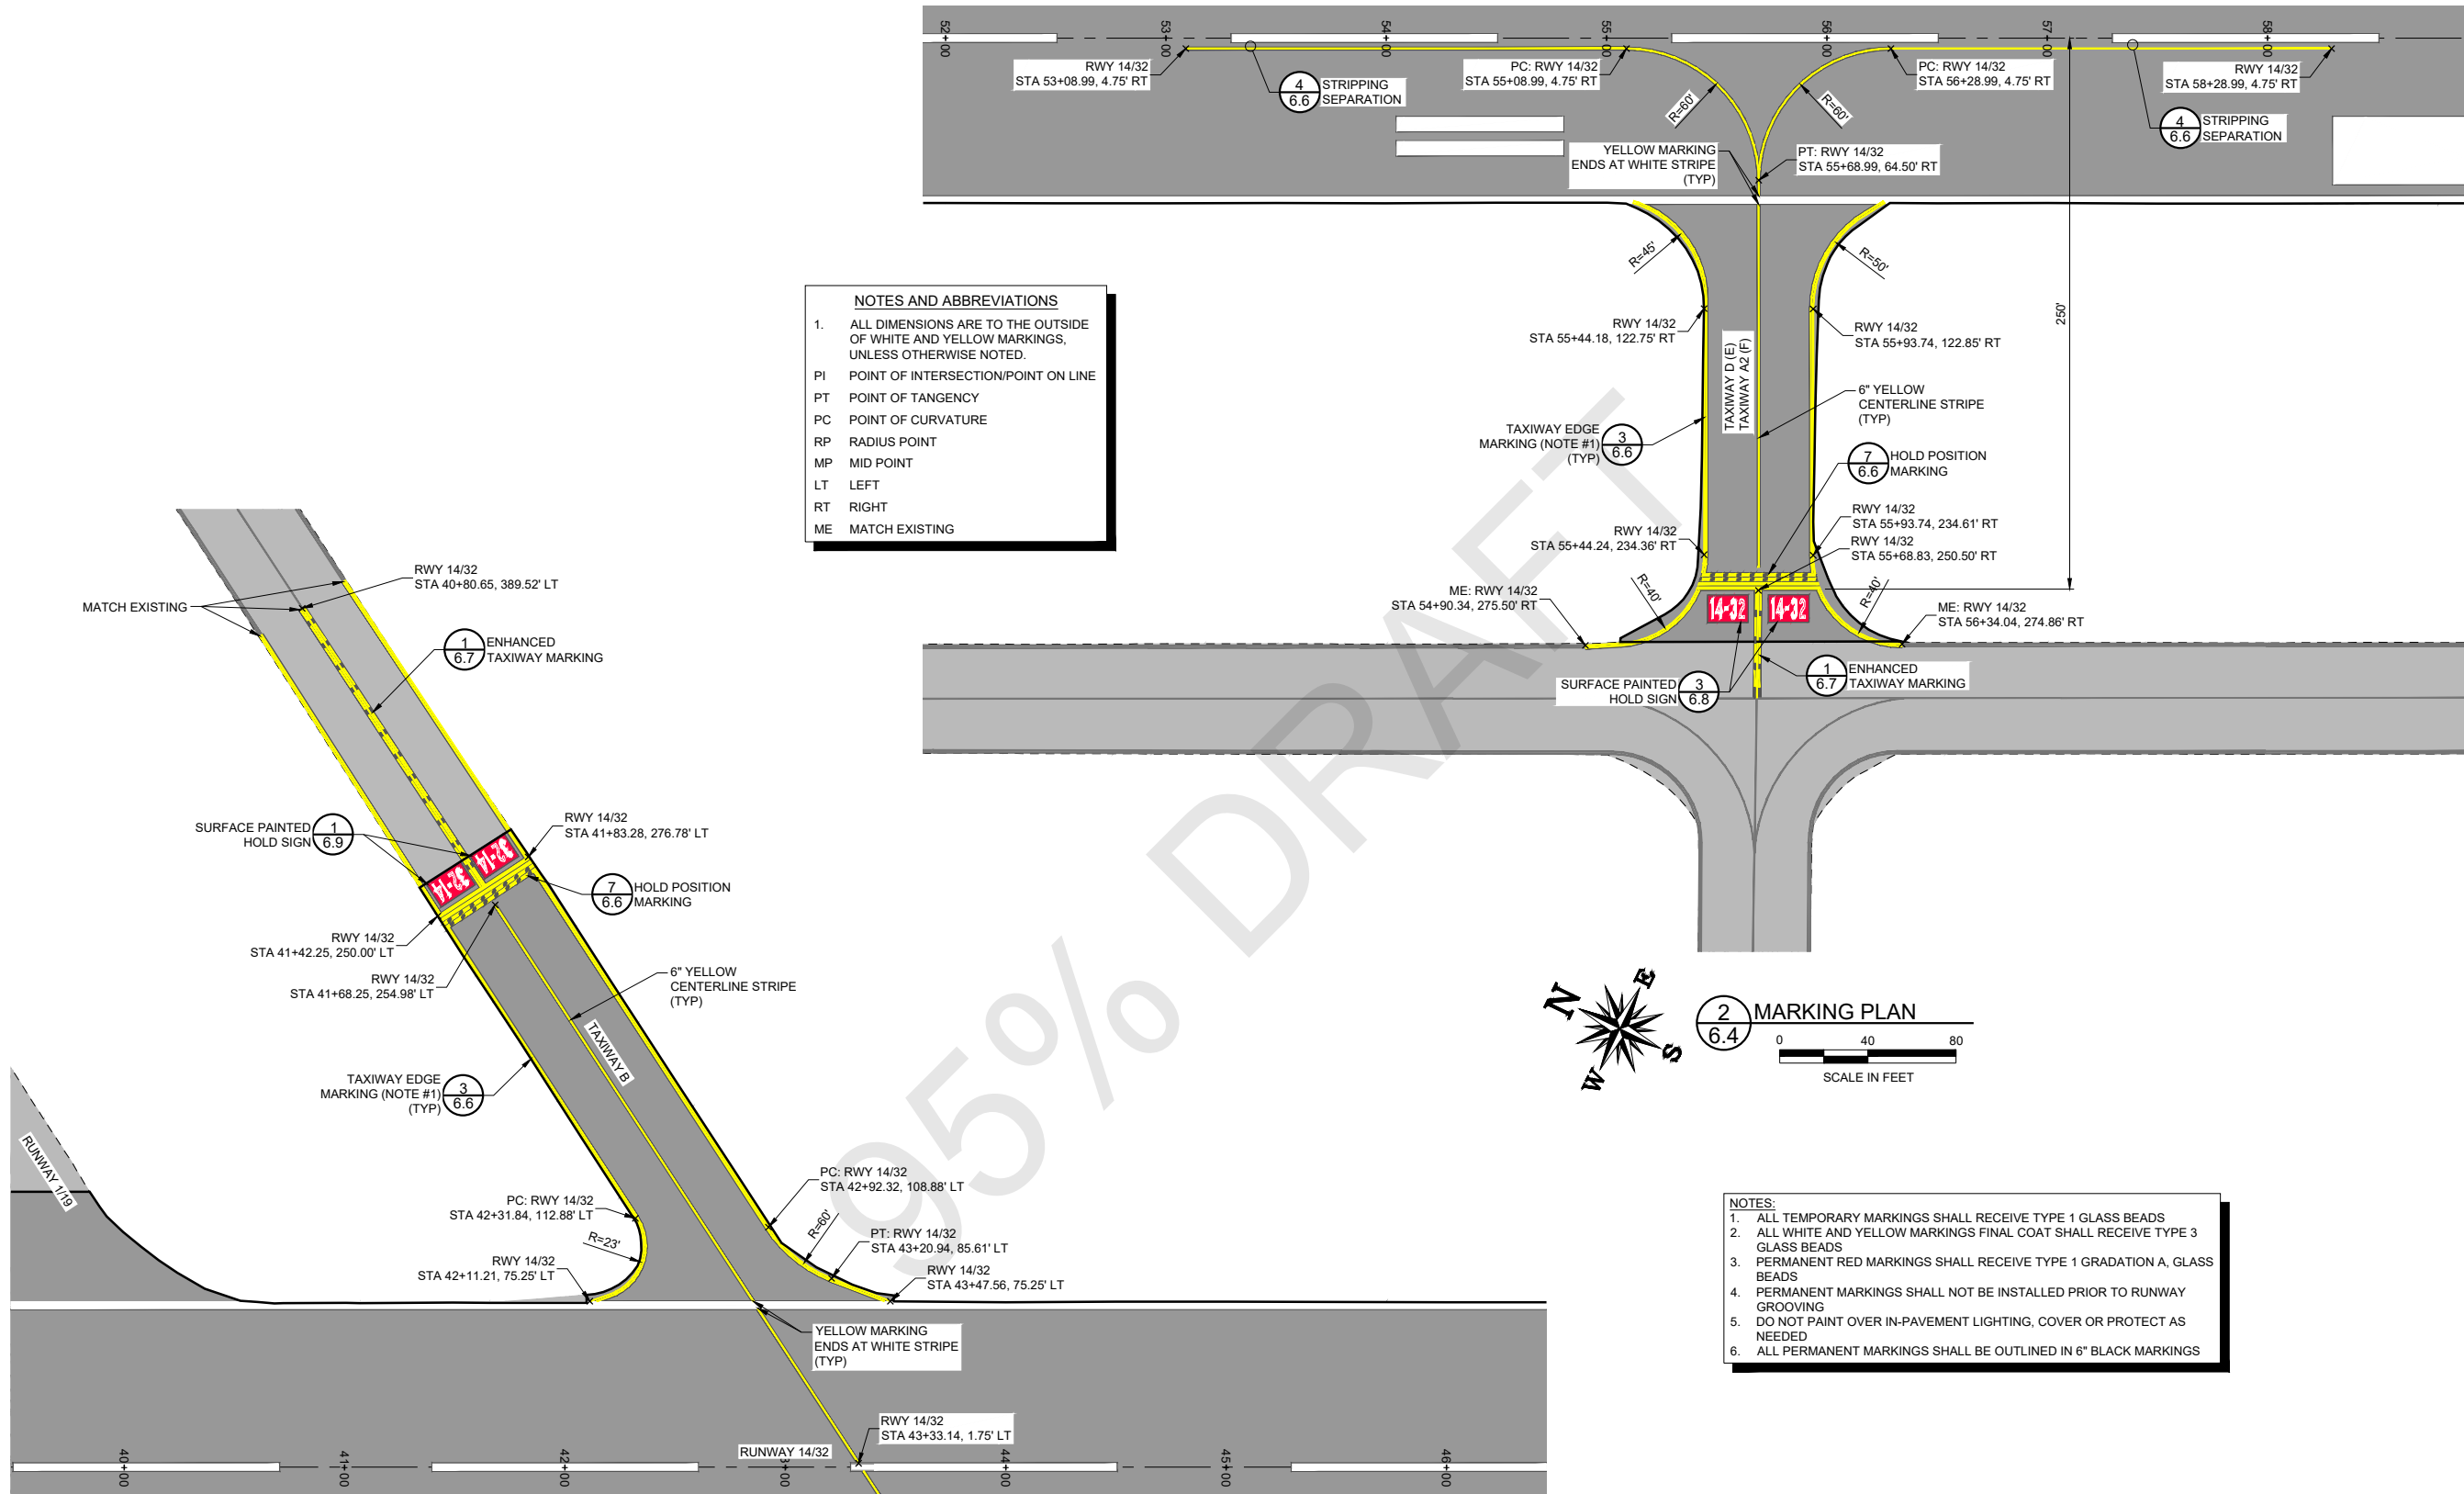 52+00
53+00
54+00
55+00
56+00
57+00
58+00
RWY 14/32
STA 53+08.99, 4.75' RT
4
6.6
STRIPPING
SEPARATION
PC: RWY 14/32
STA 55+08.99, 4.75' RT
PC: RWY 14/32
STA 56+28.99, 4.75' RT
RWY 14/32
STA 58+28.99, 4.75' RT
4
6.6
STRIPPING
SEPARATION
R=60'
R=60'
YELLOW MARKING
ENDS AT WHITE STRIPE
(TYP)
PT: RWY 14/32
STA 55+68.99, 64.50' RT
R=45'
R=50'
250'
RWY 14/32
STA 55+44.18, 122.75' RT
RWY 14/32
STA 55+93.74, 122.85' RT
TAXIWAY D (E)
TAXIWAY A2 (F)
6" YELLOW
CENTERLINE STRIPE
(TYP)
TAXIWAY EDGE
MARKING (NOTE #1)
(TYP)
3
6.6
7
6.6
HOLD POSITION
MARKING
RWY 14/32
STA 55+93.74, 234.61' RT
RWY 14/32
STA 55+44.24, 234.36' RT
RWY 14/32
STA 55+68.83, 250.50' RT
R=40'
R=40'
ME: RWY 14/32
STA 54+90.34, 275.50' RT
14-32
14-32
ME: RWY 14/32
STA 56+34.04, 274.86' RT
SURFACE PAINTED
HOLD SIGN
3
6.8
1
6.7
ENHANCED
TAXIWAY MARKING
NOTES AND ABBREVIATIONS
1. ALL DIMENSIONS ARE TO THE OUTSIDE
OF WHITE AND YELLOW MARKINGS,
UNLESS OTHERWISE NOTED.
PI POINT OF INTERSECTION/POINT ON LINE
PT POINT OF TANGENCY
PC POINT OF CURVATURE
RP RADIUS POINT
MP MID POINT
LT LEFT
RT RIGHT
ME MATCH EXISTING
RWY 14/32
STA 40+80.65, 389.52' LT
MATCH EXISTING
1
6.7
ENHANCED
TAXIWAY MARKING
SURFACE PAINTED
HOLD SIGN
1
6.9
32-14
32-14
RWY 14/32
STA 41+83.28, 276.78' LT
7
6.6
HOLD POSITION
MARKING
RWY 14/32
STA 41+42.25, 250.00' LT
RWY 14/32
STA 41+68.25, 254.98' LT
6" YELLOW
CENTERLINE STRIPE
(TYP)
TAXIWAY B
TAXIWAY EDGE
MARKING (NOTE #1)
(TYP)
3
6.6
RUNWAY 1/19
PC: RWY 14/32
STA 42+31.84, 112.88' LT
R=23'
RWY 14/32
STA 42+11.21, 75.25' LT
PC: RWY 14/32
STA 42+92.32, 108.88' LT
R=60'
PT: RWY 14/32
STA 43+20.94, 85.61' LT
RWY 14/32
STA 43+47.56, 75.25' LT
YELLOW MARKING
ENDS AT WHITE STRIPE
(TYP)
RWY 14/32
STA 43+33.14, 1.75' LT
RUNWAY 14/32
40+00
41+00
42+00
43+00
44+00
45+00
46+00
95% DRAFT
N
E
S
W
2
6.4
MARKING PLAN
0 40 80
SCALE IN FEET
NOTES:
1. ALL TEMPORARY MARKINGS SHALL RECEIVE TYPE 1 GLASS BEADS
2. ALL WHITE AND YELLOW MARKINGS FINAL COAT SHALL RECEIVE TYPE 3
GLASS BEADS
3. PERMANENT RED MARKINGS SHALL RECEIVE TYPE 1 GRADATION A, GLASS
BEADS
4. PERMANENT MARKINGS SHALL NOT BE INSTALLED PRIOR TO RUNWAY
GROOVING
5. DO NOT PAINT OVER IN-PAVEMENT LIGHTING, COVER OR PROTECT AS
NEEDED
6. ALL PERMANENT MARKINGS SHALL BE OUTLINED IN 6" BLACK MARKINGS